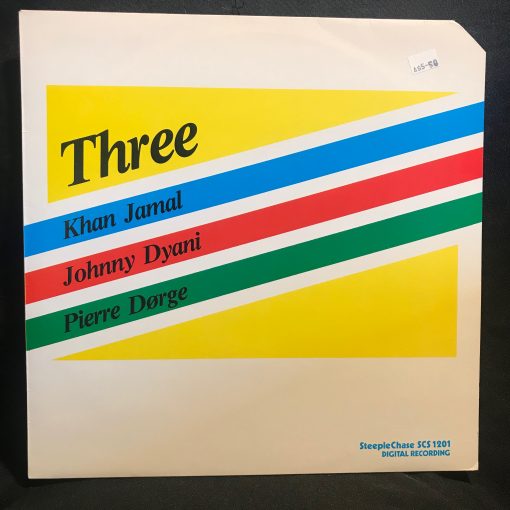 Three
Khan Jamal
Johnny Dyani
Pierre Dørge
SteepleChase SCS 1201
DIGITAL RECORDING